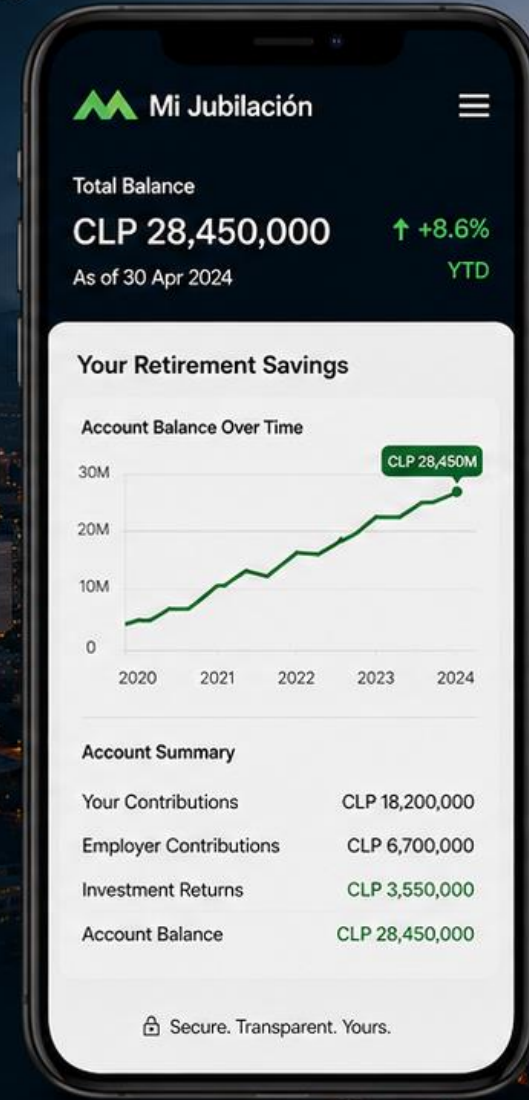 Mi Jubilación
Total Balance
CLP 28,450,000
↑ +8.6%
As of 30 Apr 2024
YTD
Your Retirement Savings
Account Balance Over Time
CLP 28,450M
30M
20M
10M
0
2020 2021 2022 2023 2024
Account Summary
Your Contributions CLP 18,200,000
Employer Contributions CLP 6,700,000
Investment Returns CLP 3,550,000
Account Balance CLP 28,450,000
Secure. Transparent. Yours.